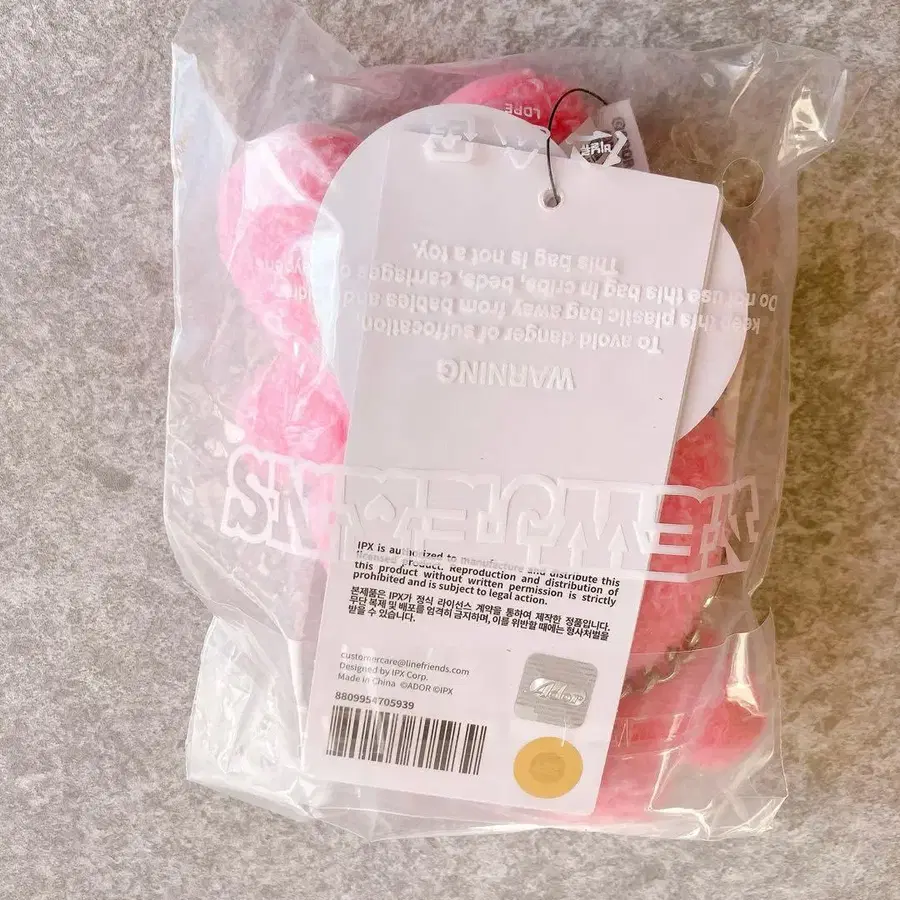 LDPE
This bag is not a toy.
Do not use this bag in cribs, beds, carriages
keep this plastic bag away from babies and
To avoid danger of suffocation,
WARNING
NEWJEANS
IPX is authorized to manufacture and distribute this
licensed product. Reproduction and distribution of
this product without written permission is strictly
prohibited and is subject to legal action.
본제품은 IPX가 정식 라이선스 계약을 통하여 제작한 정품입니다.
무단 복제 및 배포를 엄격히 금지하며, 이를 위반할 때에는 형사처벌을
받을 수 있습니다.
customercare@linefriends.com
Designed by IPX Corp.
Made in China ©ADOR ©IPX
8809954705939